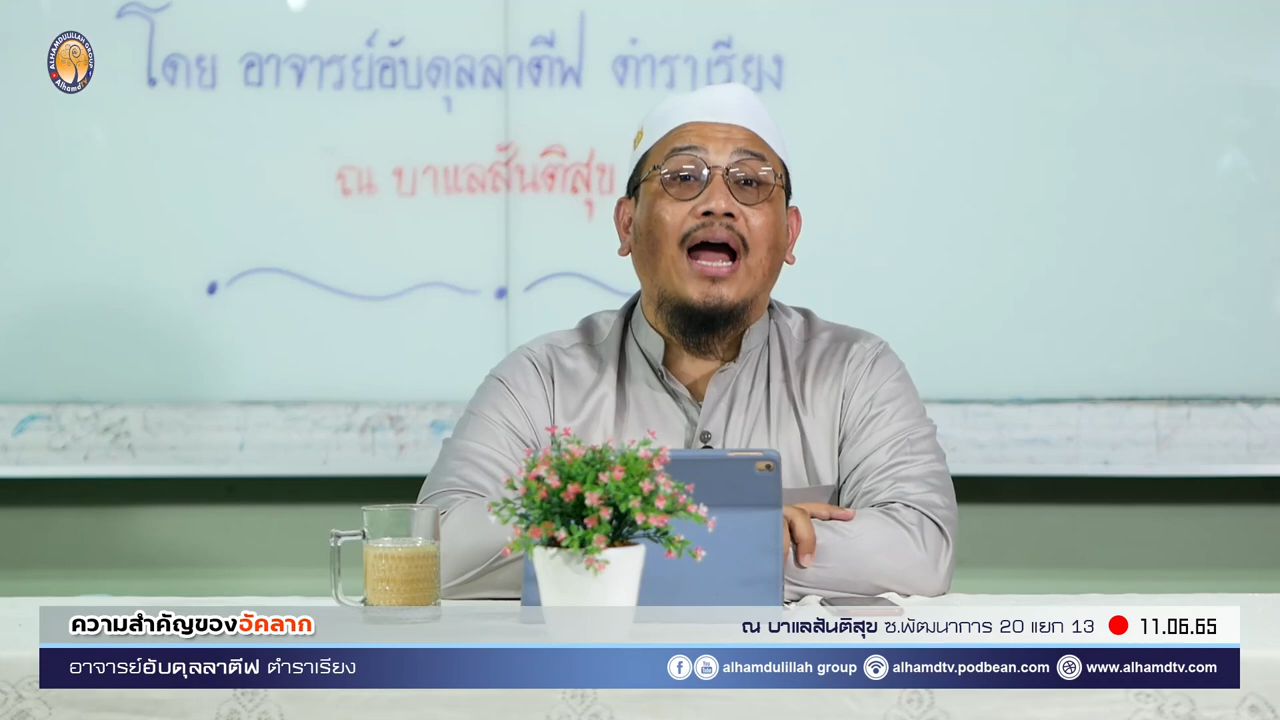 ALHAMDULILLAH GROUP
AlhamdTV
โดย อาจารย์อับดุลลาตีฟ ตำราเรียง
ณ บาแลสันติสุข
ความสำคัญของอัคลาก
ณ บาแลสันติสุข ซ.พัฒนาการ 20 แยก 13
11.06.65
อาจารย์อับดุลลาตีฟ ตำราเรียง
f You Tube alhamdulillah group
alhamdtv.podbean.com
www.alhamdtv.com